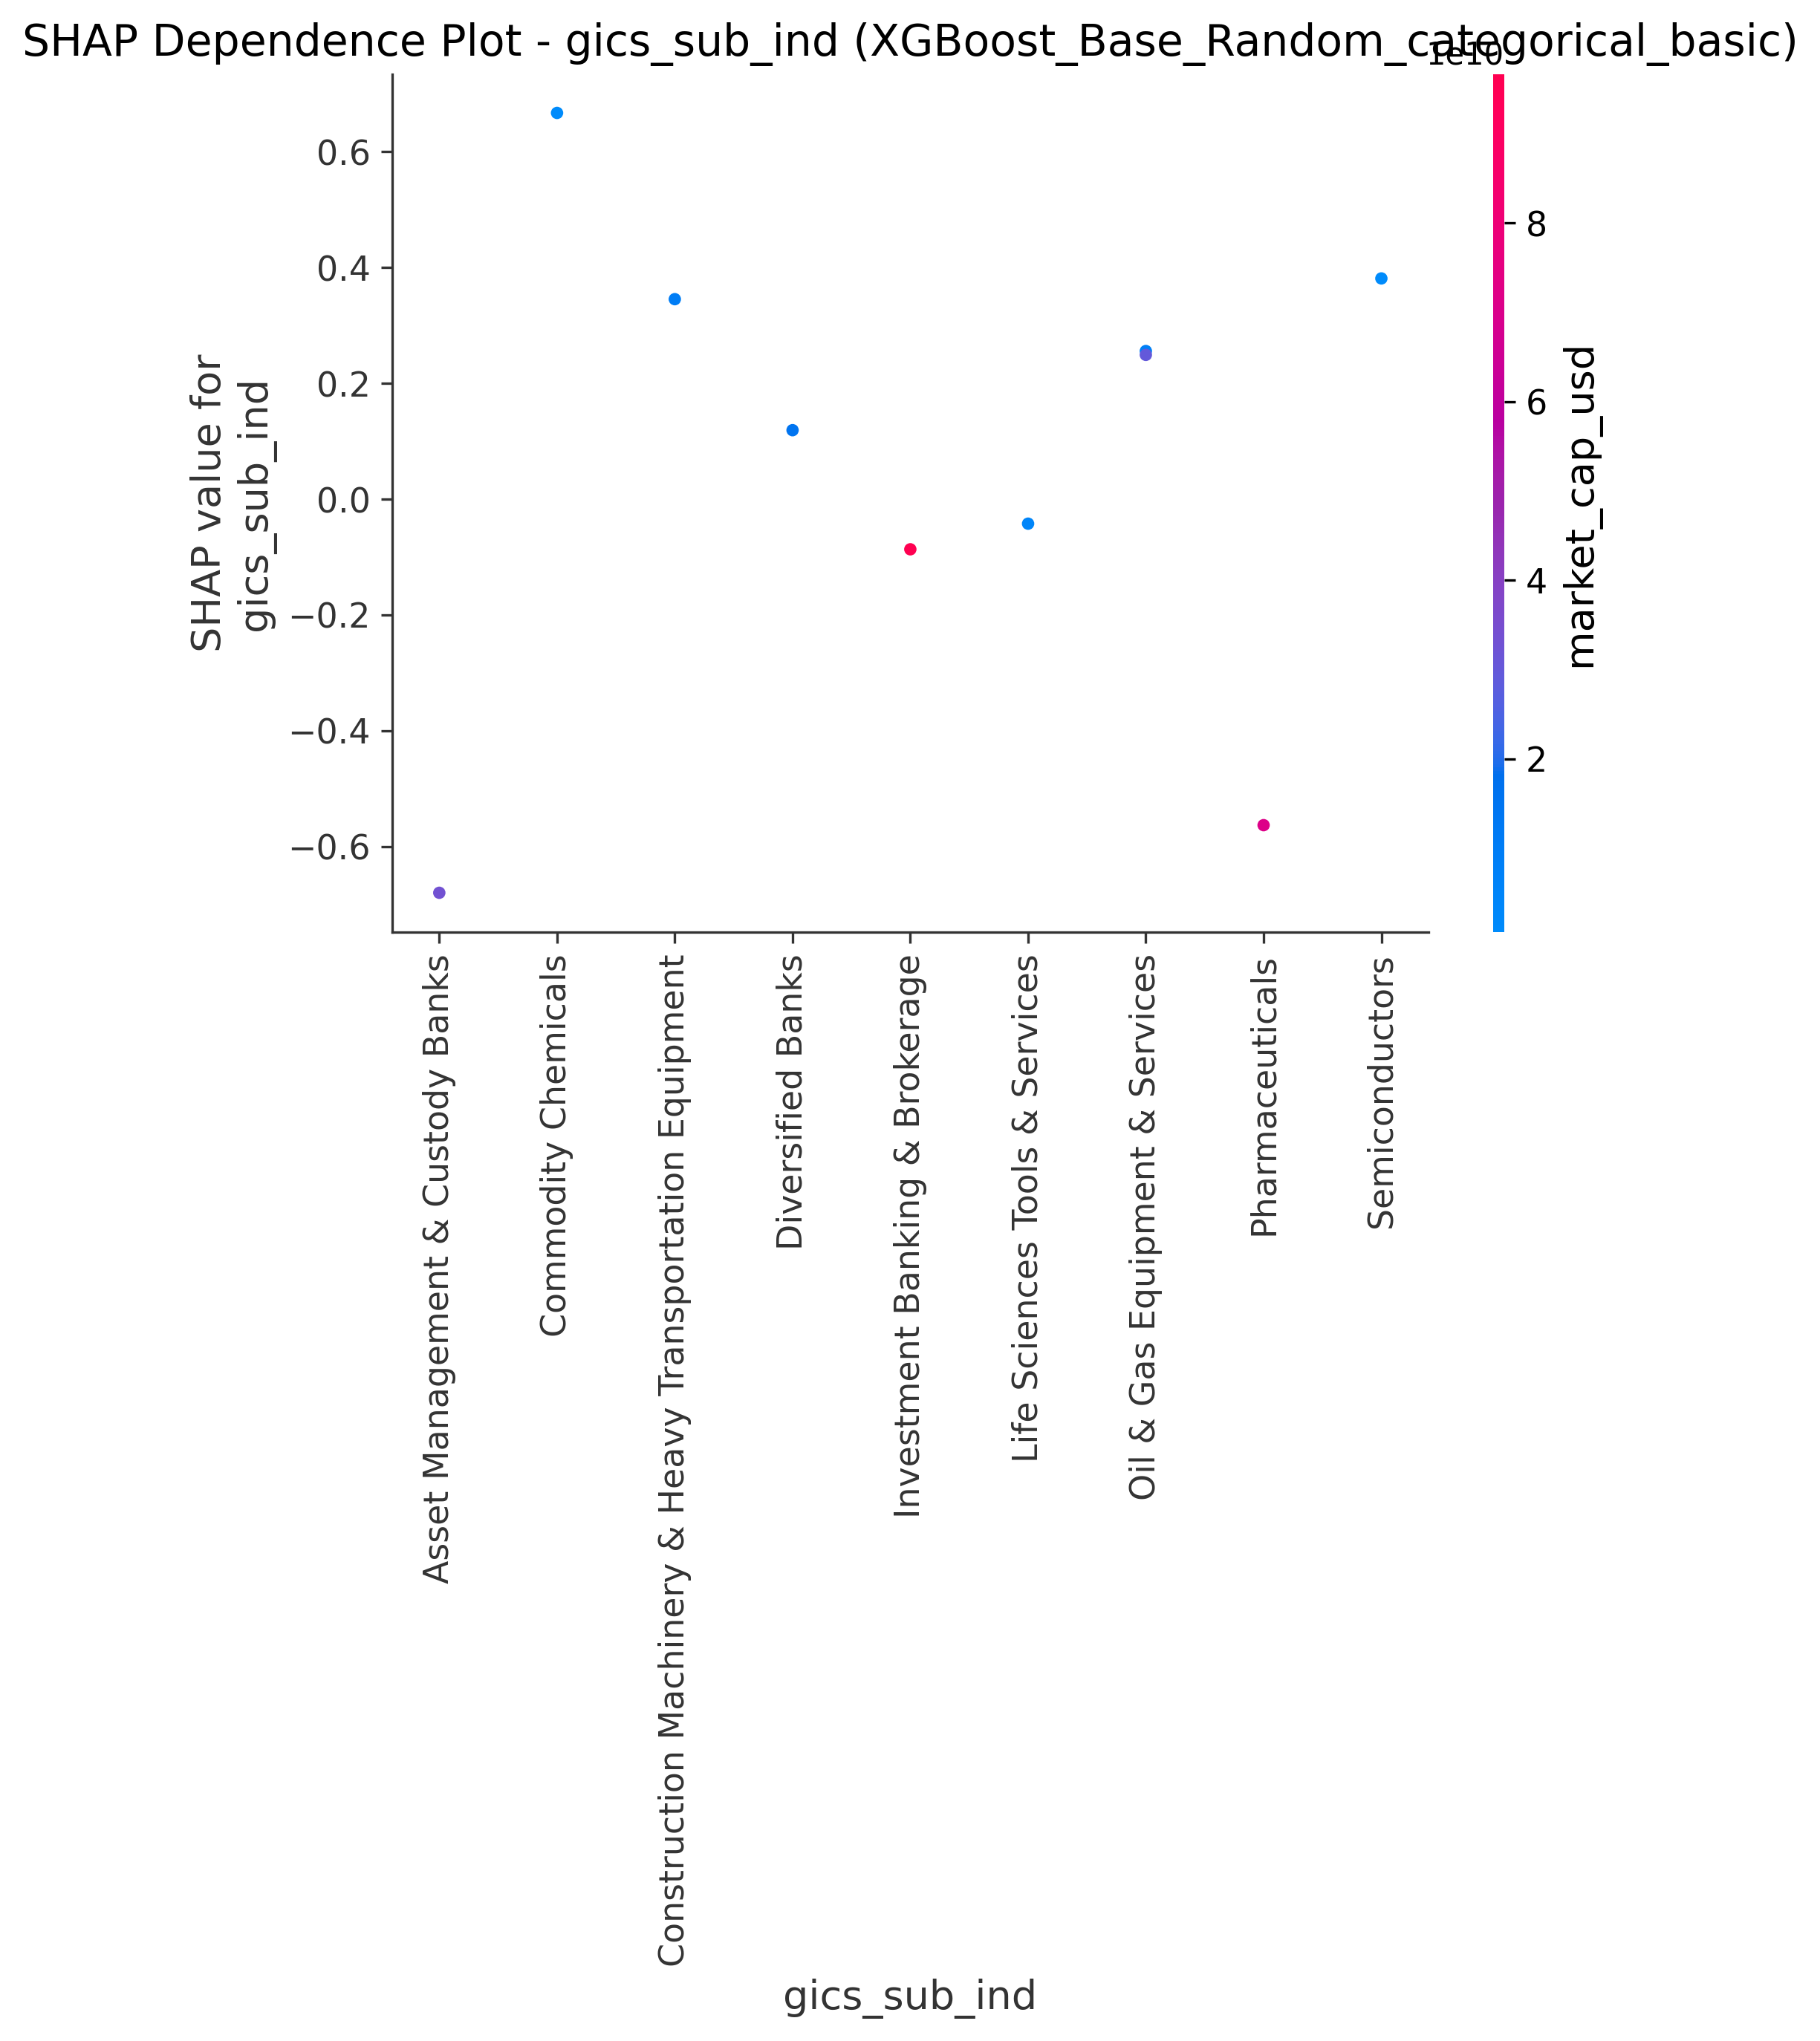 SHAP Dependence Plot - gics_sub_ind (XGBoost_Base_Random_categorical_basic)
1e10
0.6
0.4
0.2
0.0
−0.2
−0.4
−0.6
SHAP value for
gics_sub_ind
8
6
4
2
market_cap_usd
Asset Management & Custody Banks
Commodity Chemicals
Construction Machinery & Heavy Transportation Equipment
Diversified Banks
Investment Banking & Brokerage
Life Sciences Tools & Services
Oil & Gas Equipment & Services
Pharmaceuticals
Semiconductors
gics_sub_ind